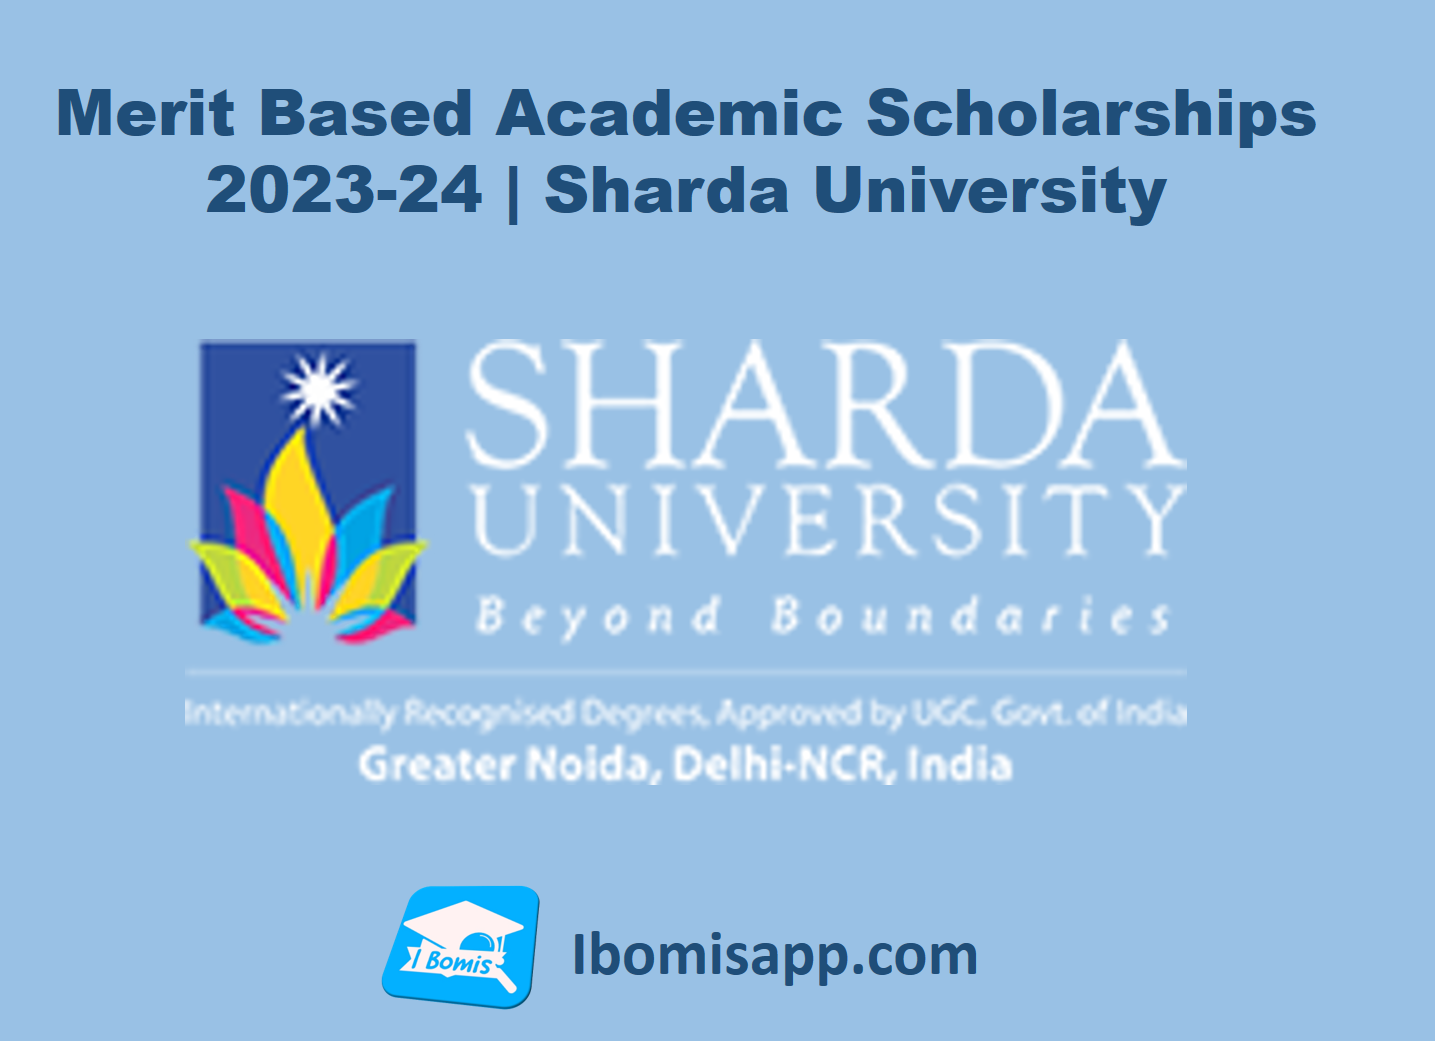 Merit Based Academic Scholarships
2023-24 | Sharda University
SHARDA
UNIVERSITY
Beyond Boundaries
Internationally Recognised Degrees, Approved by UGC, Govt. of India
Greater Noida, Delhi-NCR, India
I Bomis
Ibomisapp.com